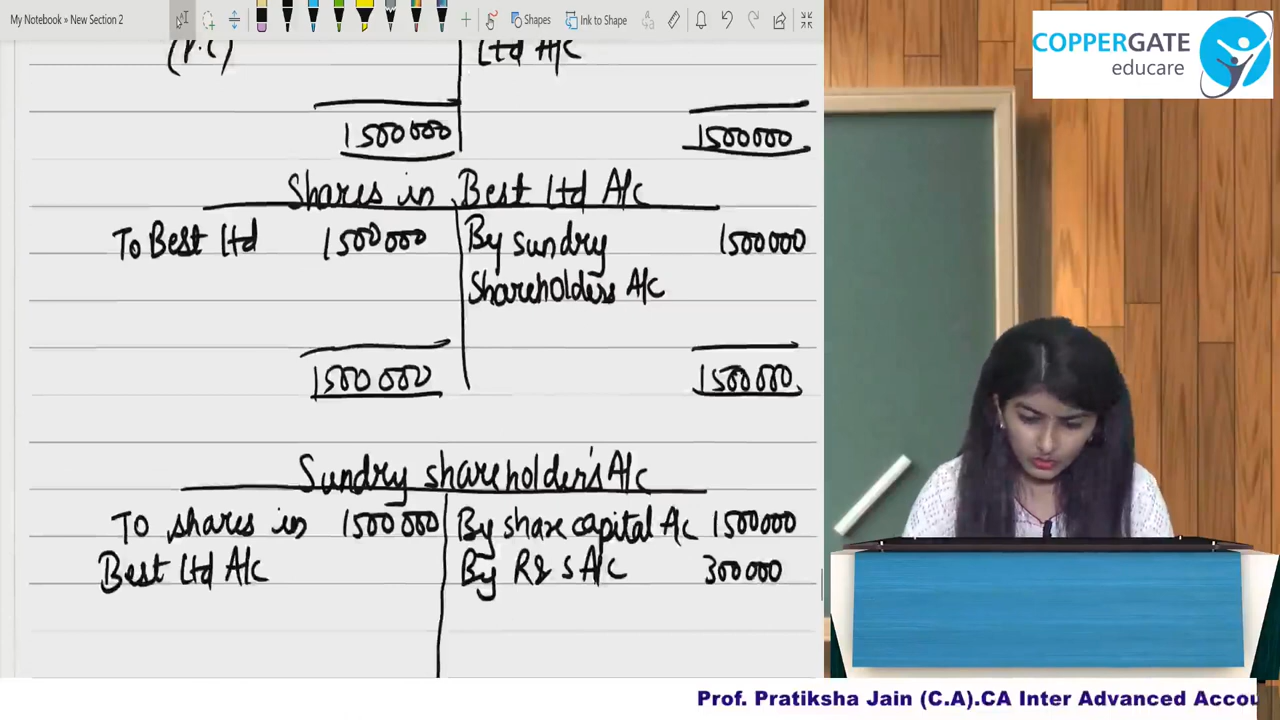 My Notebook » New Section 2
Shapes
Ink to Shape
COPPERGATE
educare
(P.C)
Ltd A/c
1500000 1500000
Shares in Best Ltd A/c
To Best Ltd 1500000 By sundry 1500000
Shareholders A/c
1500000 1500000
Sundry shareholder's A/c
To shares in 1500000 By share capital A/c 1500000
Best Ltd A/c By R&S A/c 300000
Prof. Pratiksha Jain (C.A).CA Inter Advanced Accou